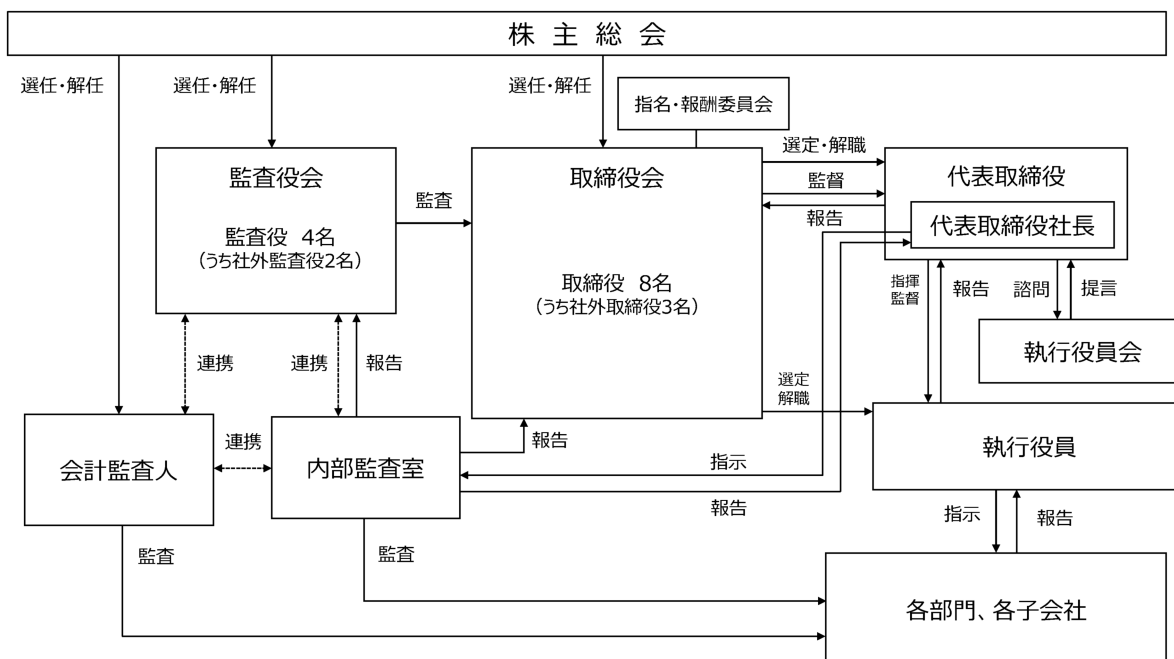 株 主 総 会
選任・解任
選任・解任
選任・解任
指名・報酬委員会
監査役会
監査役 4名
(うち社外監査役2名)
監査
取締役会
取締役 8名
(うち社外取締役3名)
選定・解職
監督
報告
代表取締役
代表取締役社長
指揮
監督
報告
諮問
提言
執行役員会
連携
連携
報告
選定
解職
執行役員
会計監査人
連携
内部監査室
報告
指示
報告
指示
報告
監査
監査
各部門、各子会社